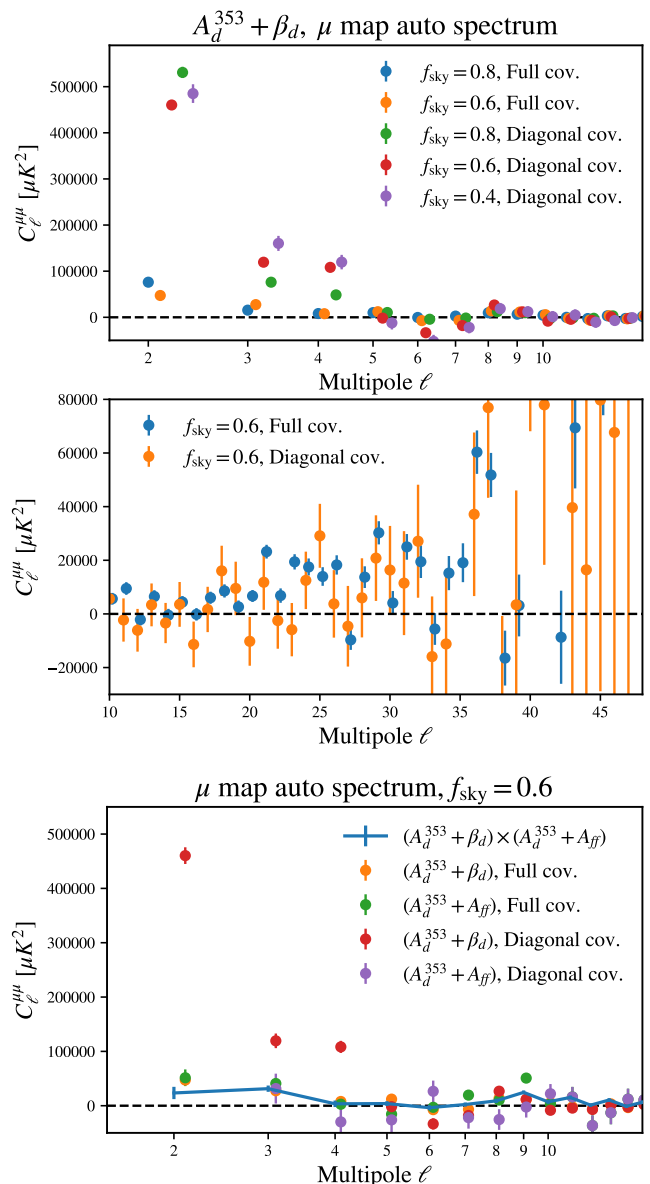 A_d^353 + β_d, μ map auto spectrum
500000
400000
300000
200000
100000
0
C_ℓ^μμ [μK²]
f_sky = 0.8, Full cov.
f_sky = 0.6, Full cov.
f_sky = 0.8, Diagonal cov.
f_sky = 0.6, Diagonal cov.
f_sky = 0.4, Diagonal cov.
2 3 4 5 6 7 8 9 10
Multipole ℓ
80000
60000
40000
20000
0
−20000
C_ℓ^μμ [μK²]
f_sky = 0.6, Full cov.
f_sky = 0.6, Diagonal cov.
10 15 20 25 30 35 40 45
Multipole ℓ
μ map auto spectrum, f_sky = 0.6
500000
400000
300000
200000
100000
0
C_ℓ^μμ [μK²]
(A_d^353 + β_d) × (A_d^353 + A_ff)
(A_d^353 + β_d), Full cov.
(A_d^353 + A_ff), Full cov.
(A_d^353 + β_d), Diagonal cov.
(A_d^353 + A_ff), Diagonal cov.
2 3 4 5 6 7 8 9 10
Multipole ℓ